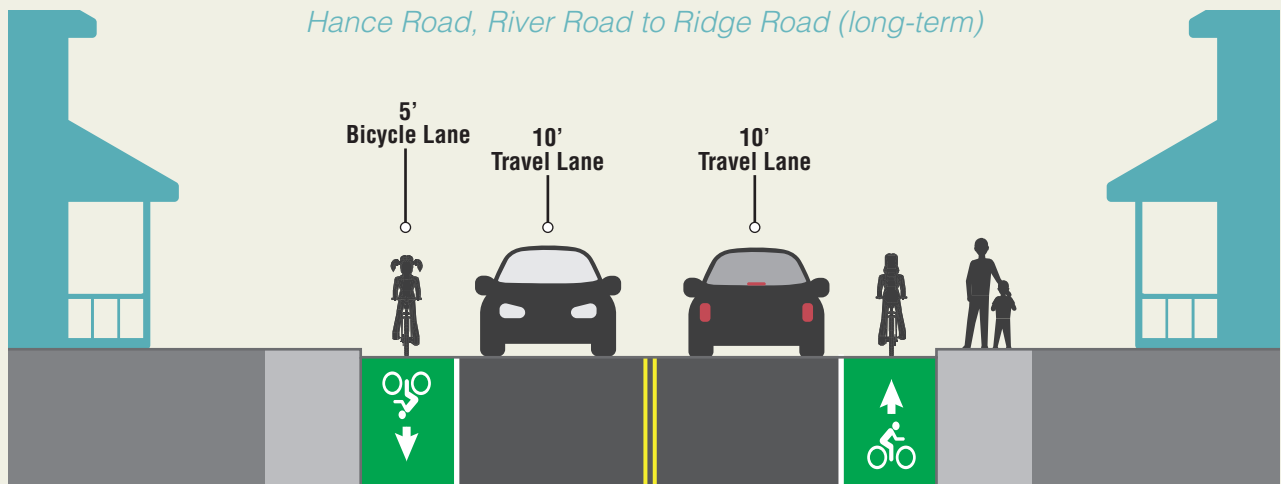 Hance Road, River Road to Ridge Road (long-term)
5’
Bicycle Lane
10’
Travel Lane
10’
Travel Lane